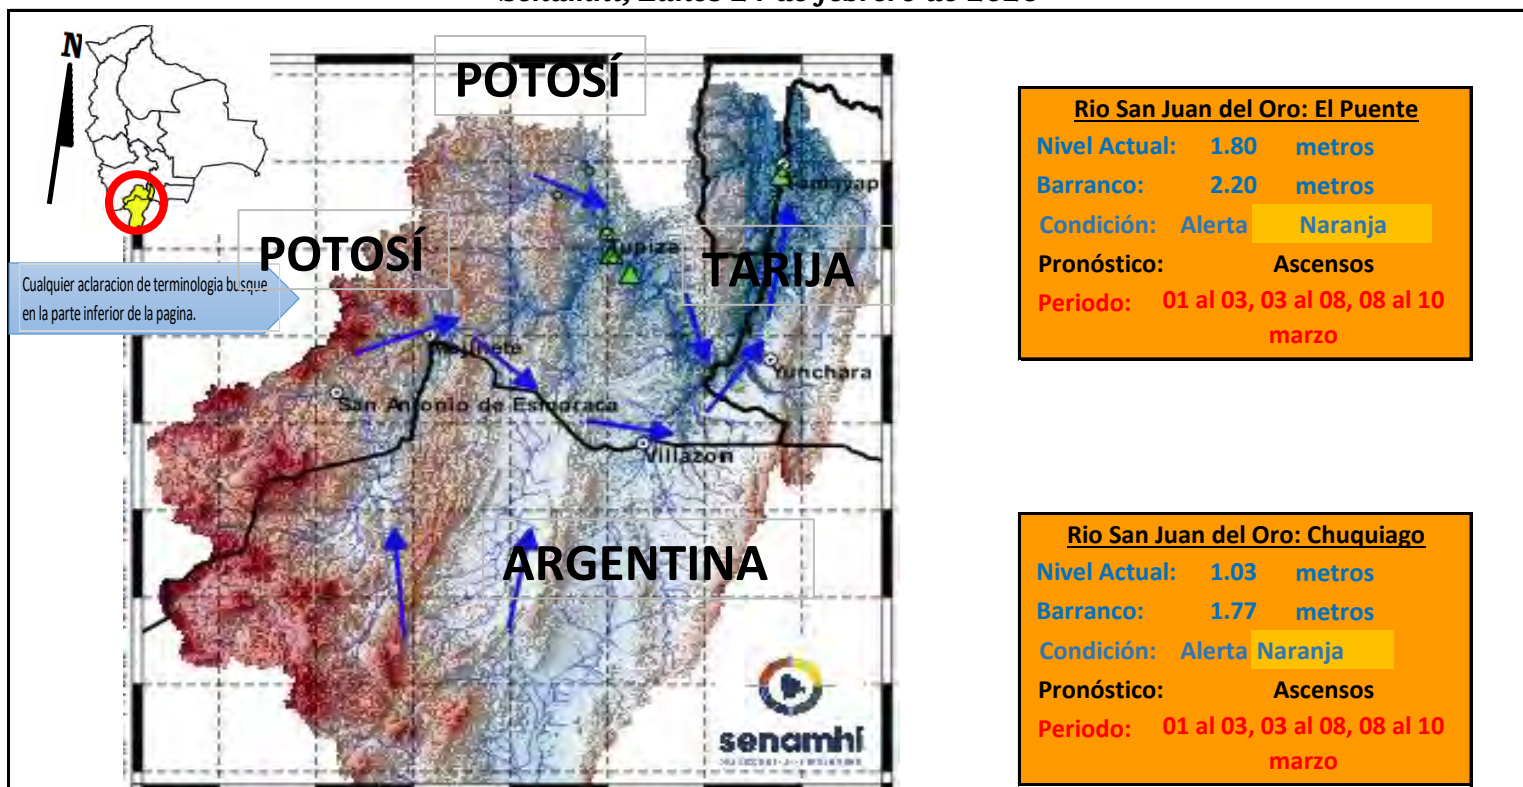 N
POTOSÍ
POTOSÍ
TARIJA
ARGENTINA
Cualquier aclaracion de terminologia busque
en la parte inferior de la pagina.
Tupiza
Yunchara
San Antonio de Esmoraca
Villazon
senamhi
Rio San Juan del Oro: El Puente
Nivel Actual: 1.80 metros
Barranco: 2.20 metros
Condición: Alerta Naranja
Pronóstico: Ascensos
Periodo: 01 al 03, 03 al 08, 08 al 10
marzo
Rio San Juan del Oro: Chuquiago
Nivel Actual: 1.03 metros
Barranco: 1.77 metros
Condición: Alerta Naranja
Pronóstico: Ascensos
Periodo: 01 al 03, 03 al 08, 08 al 10
marzo